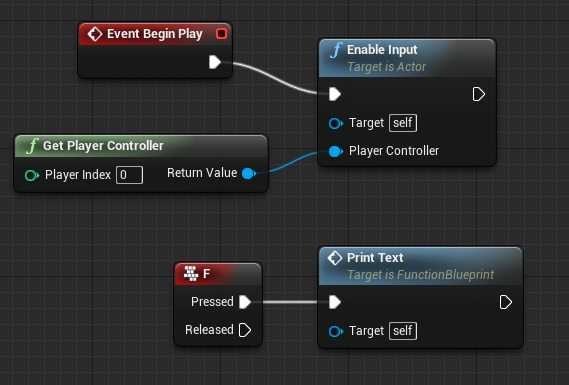 Event Begin Play
f Enable Input
Target is Actor
Target self
Player Controller
f Get Player Controller
Player Index 0 Return Value
F
Pressed
Released
Print Text
Target is FunctionBlueprint
Target self